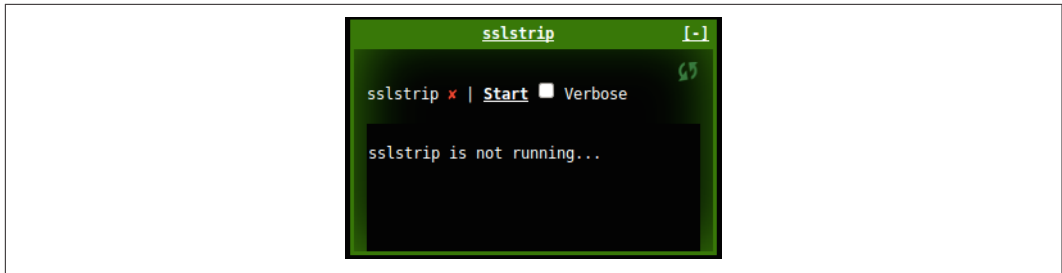 sslstrip [-]
sslstrip ✘ | Start Verbose
sslstrip is not running...